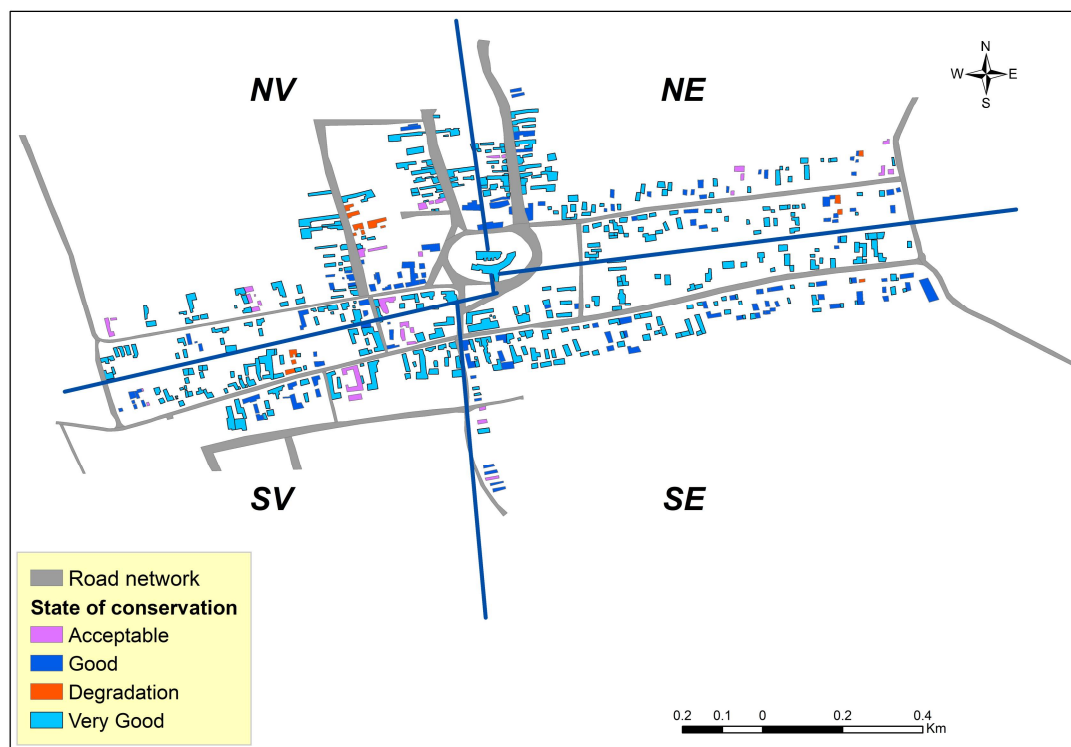 N
W E
S
NV
NE
SV
SE
Road network
State of conservation
Acceptable
Good
Degradation
Very Good
0.2 0.1 0 0.2 0.4
Km